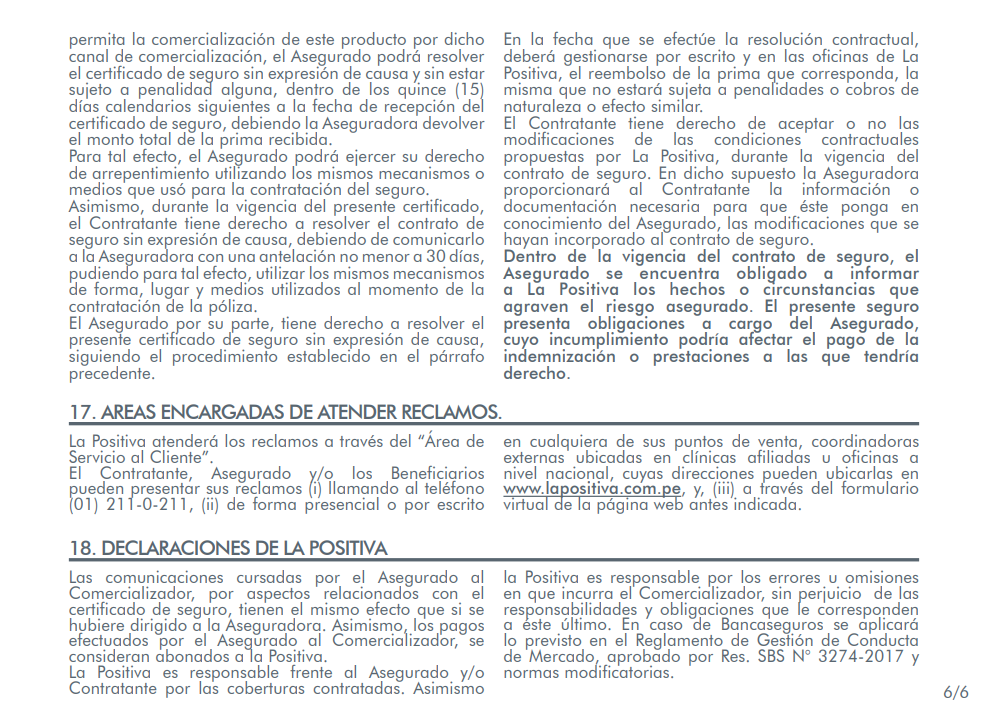 permita la comercialización de este producto por dicho
canal de comercialización, el Asegurado podrá resolver
el certificado de seguro sin expresión de causa y sin estar
sujeto a penalidad alguna, dentro de los quince (15)
días calendarios siguientes a la fecha de recepción del
certificado de seguro, debiendo la Aseguradora devolver
el monto total de la prima recibida.
Para tal efecto, el Asegurado podrá ejercer su derecho
de arrepentimiento utilizando los mismos mecanismos o
medios que usó para la contratación del seguro.
Asimismo, durante la vigencia del presente certificado,
el Contratante tiene derecho a resolver el contrato de
seguro sin expresión de causa, debiendo de comunicarlo
a la Aseguradora con una antelación no menor a 30 días,
pudiendo para tal efecto, utilizar los mismos mecanismos
de forma, lugar y medios utilizados al momento de la
contratación de la póliza.
El Asegurado por su parte, tiene derecho a resolver el
presente certificado de seguro sin expresión de causa,
siguiendo el procedimiento establecido en el párrafo
precedente.
En la fecha que se efectúe la resolución contractual,
deberá gestionarse por escrito y en las oficinas de La
Positiva, el reembolso de la prima que corresponda, la
misma que no estará sujeta a penalidades o cobros de
naturaleza o efecto similar.
El Contratante tiene derecho de aceptar o no las
modificaciones de las condiciones contractuales
propuestas por La Positiva, durante la vigencia del
contrato de seguro. En dicho supuesto la Aseguradora
proporcionará al Contratante la información o
documentación necesaria para que éste ponga en
conocimiento del Asegurado, las modificaciones que se
hayan incorporado al contrato de seguro.
Dentro de la vigencia del contrato de seguro, el
Asegurado se encuentra obligado a informar
a La Positiva los hechos o circunstancias que
agraven el riesgo asegurado. El presente seguro
presenta obligaciones a cargo del Asegurado,
cuyo incumplimiento podría afectar el pago de la
indemnización o prestaciones a las que tendría
derecho.
17. AREAS ENCARGADAS DE ATENDER RECLAMOS.
La Positiva atenderá los reclamos a través del “Área de
Servicio al Cliente”.
El Contratante, Asegurado y/o los Beneficiarios
pueden presentar sus reclamos (i) llamando al teléfono
(01) 211-0-211, (ii) de forma presencial o por escrito
en cualquiera de sus puntos de venta, coordinadoras
externas ubicadas en clínicas afiliadas u oficinas a
nivel nacional, cuyas direcciones pueden ubicarlas en
www.lapositiva.com.pe, y, (iii) a través del formulario
virtual de la página web antes indicada.
18. DECLARACIONES DE LA POSITIVA
Las comunicaciones cursadas por el Asegurado al
Comercializador, por aspectos relacionados con el
certificado de seguro, tienen el mismo efecto que si se
hubiere dirigido a la Aseguradora. Asimismo, los pagos
efectuados por el Asegurado al Comercializador, se
consideran abonados a la Positiva.
La Positiva es responsable frente al Asegurado y/o
Contratante por las coberturas contratadas. Asimismo
la Positiva es responsable por los errores u omisiones
en que incurra el Comercializador, sin perjuicio  de las
responsabilidades y obligaciones que le corresponden
a éste último. En caso de Bancaseguros se aplicará
lo previsto en el Reglamento de Gestión de Conducta
de Mercado, aprobado por Res. SBS N° 3274-2017 y
normas modificatorias.
6/6